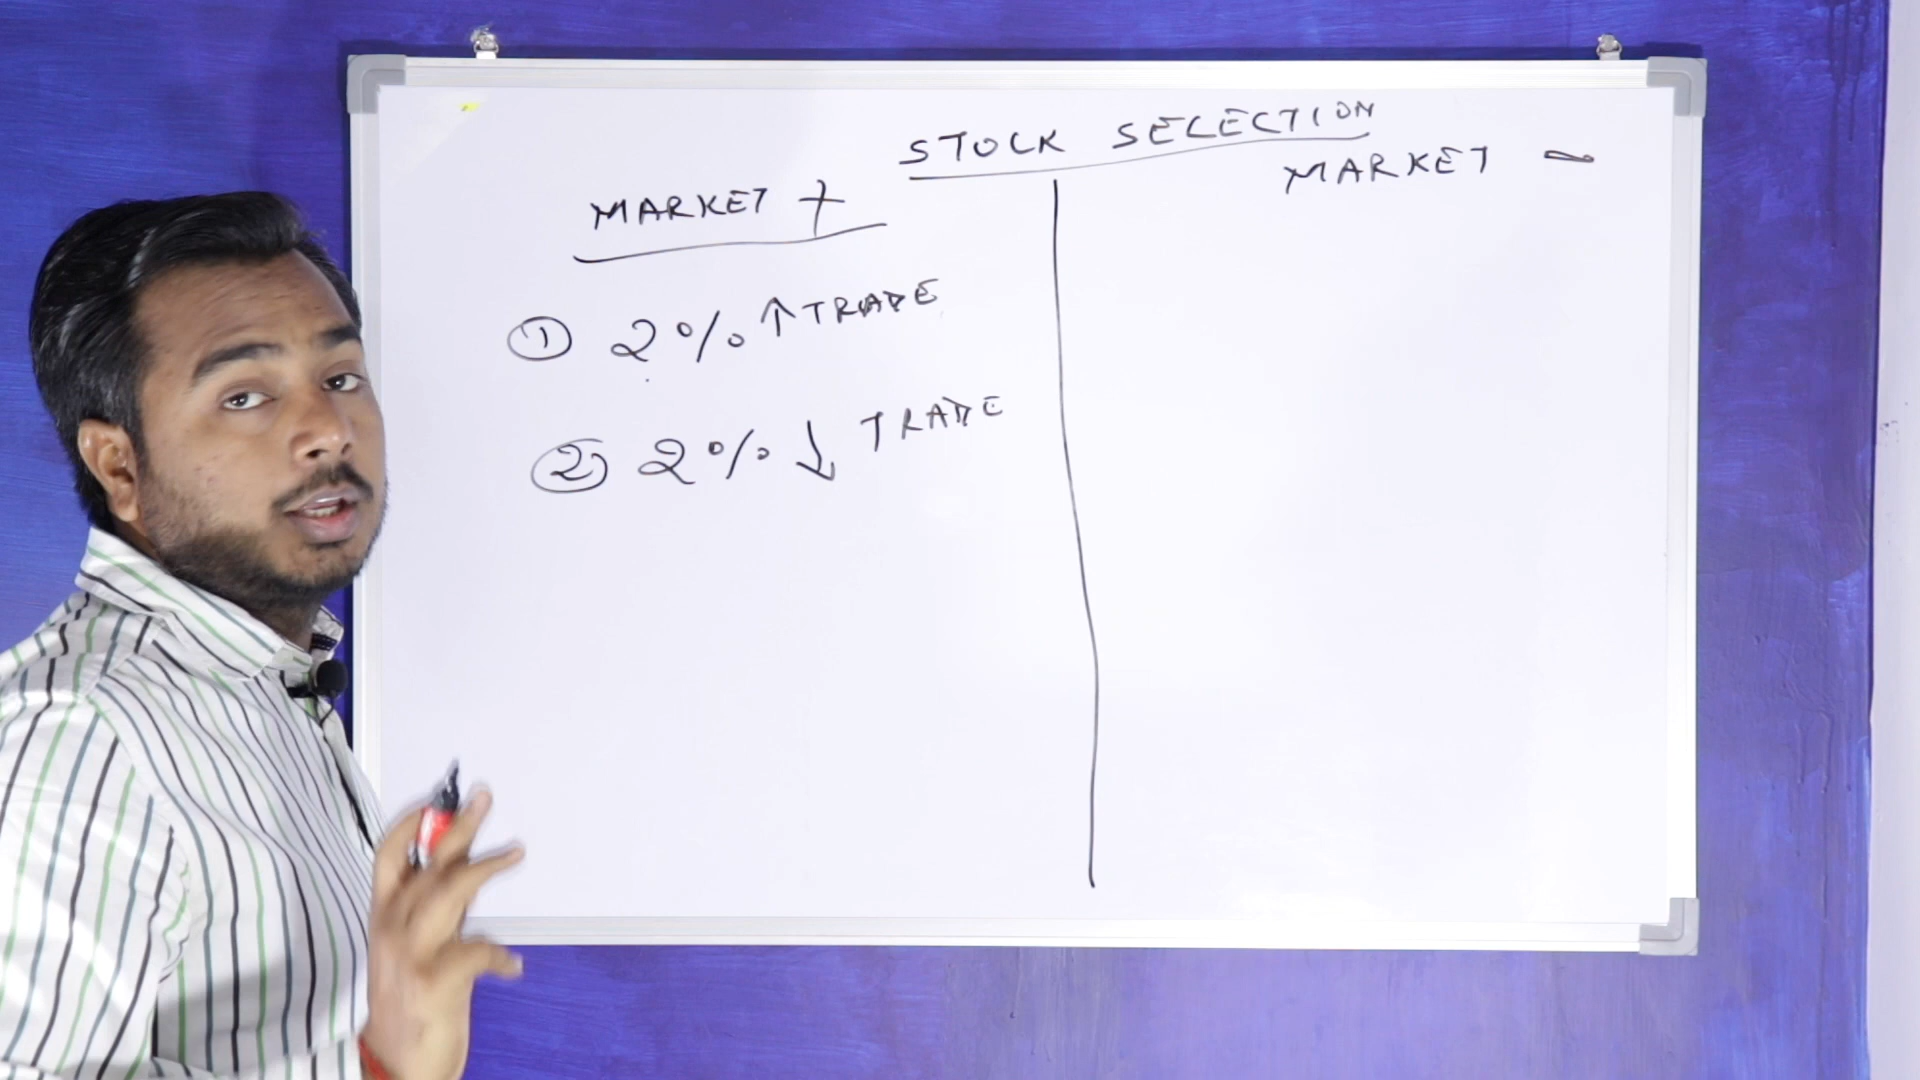 STOCK SELECTION
MARKET +
① 2% ↑ TRADE
② 2% ↓ TRADE
MARKET -